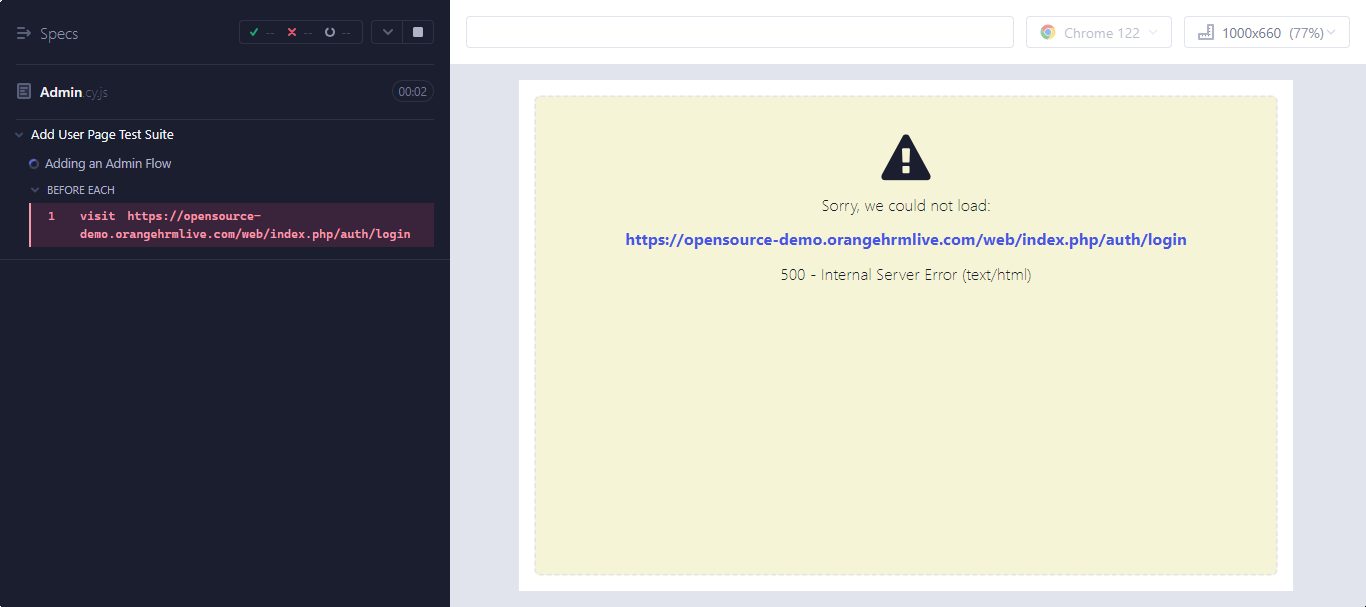 Specs
-- -- --
Admin cy.js
00:02
Add User Page Test Suite
Adding an Admin Flow
BEFORE EACH
1 visit https://opensource-
demo.orangehrmlive.com/web/index.php/auth/login
Chrome 122
1000x660 (77%)
Sorry, we could not load:
https://opensource-demo.orangehrmlive.com/web/index.php/auth/login
500 - Internal Server Error (text/html)